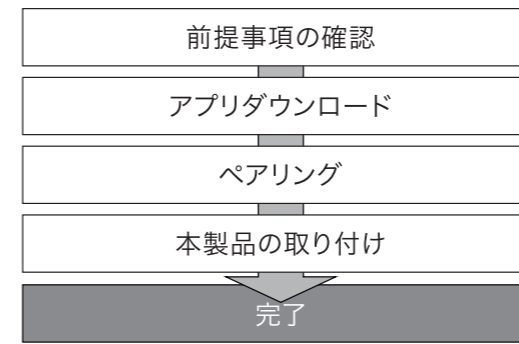 前提事項の確認
アプリダウンロード
ペアリング
本製品の取り付け
完了